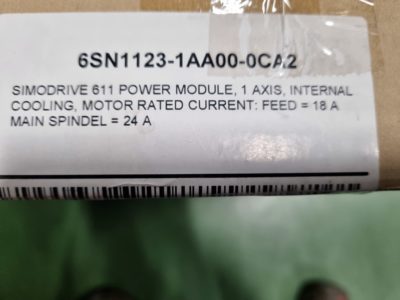 6SN1123-1AA00-0CA2
SIMODRIVE 611 POWER MODULE, 1 AXIS, INTERNAL
COOLING, MOTOR RATED CURRENT: FEED = 18 A
MAIN SPINDEL = 24 A